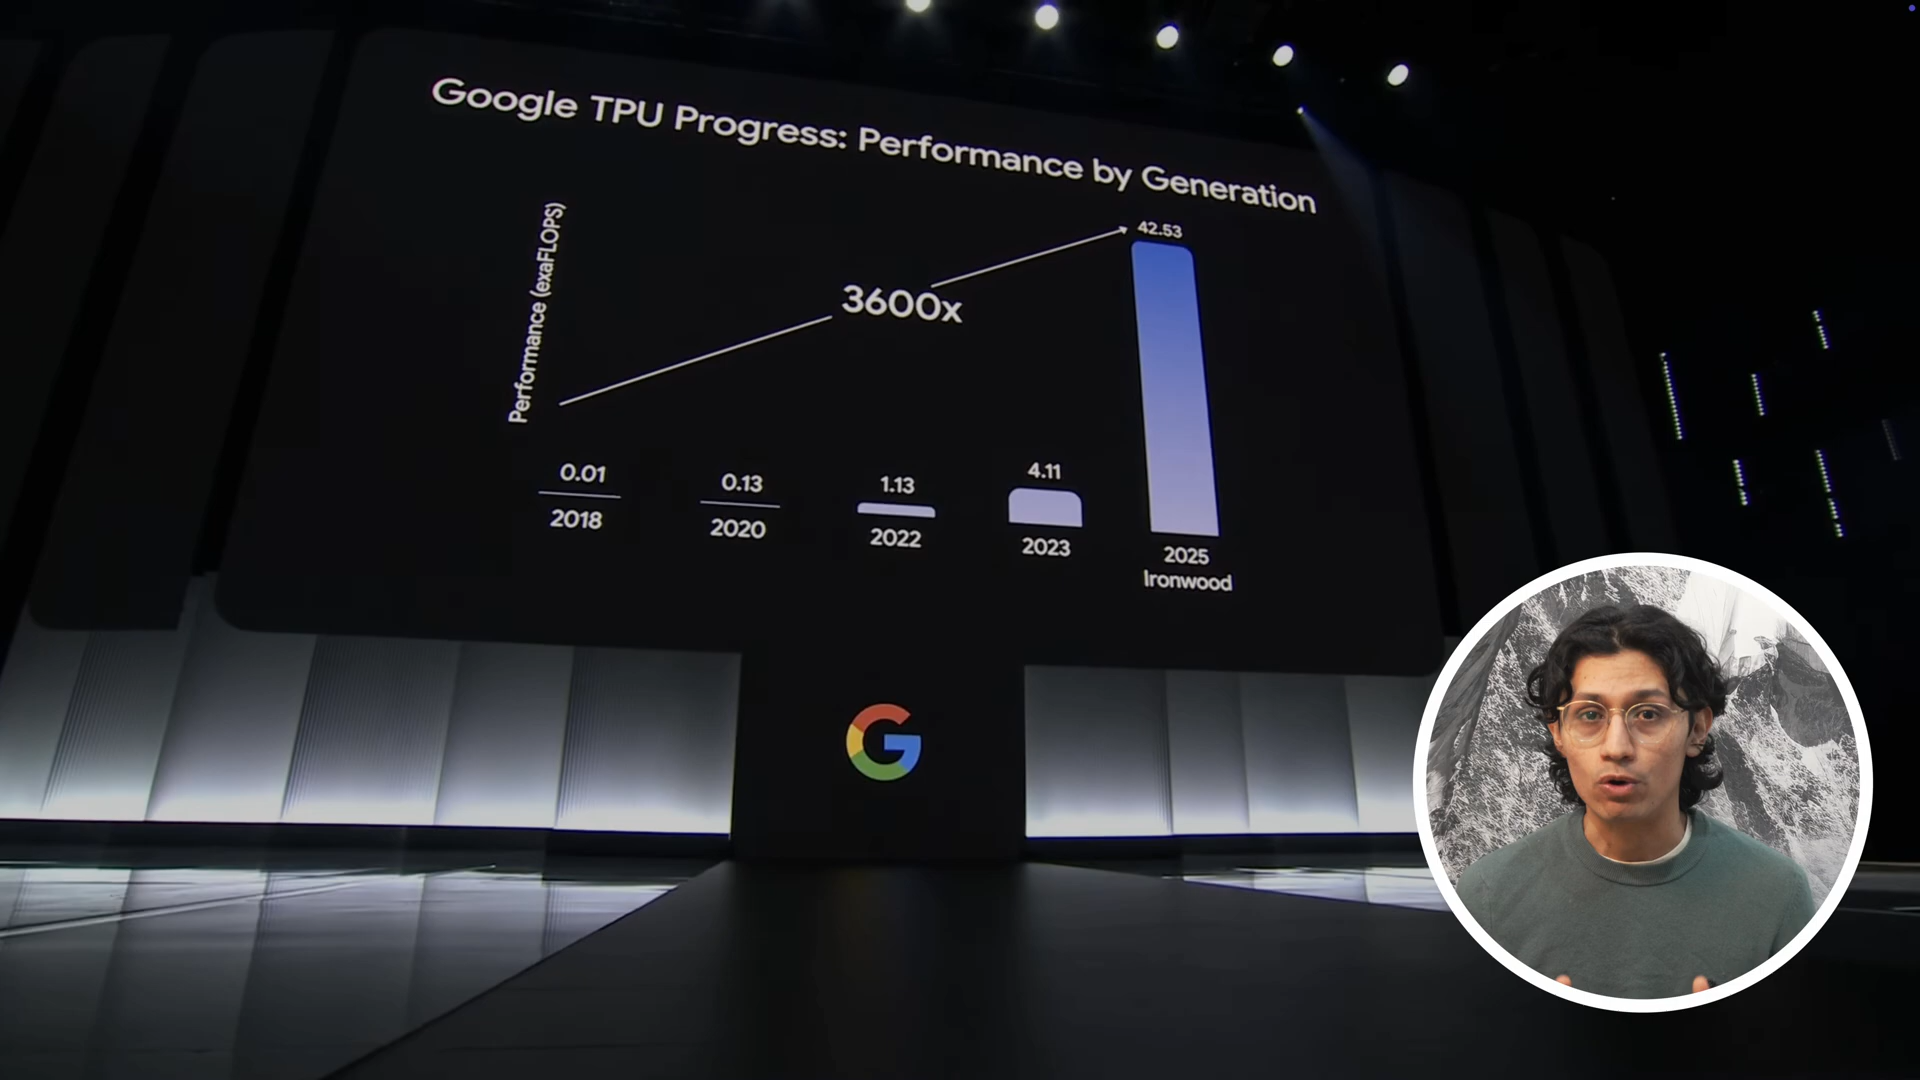 Google TPU Progress: Performance by Generation
Performance (exaFLOPS)
3600x
0.01
0.13
1.13
4.11
42.53
2018
2020
2022
2023
2025
Ironwood